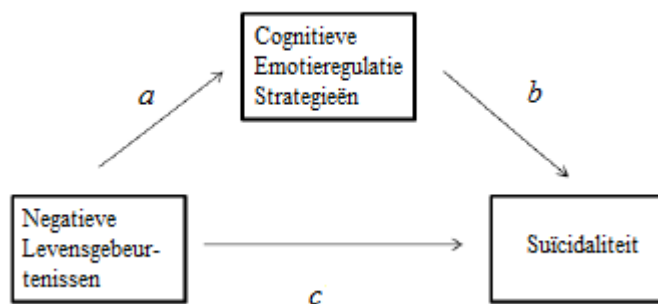 Cognitieve
Emotieregulatie
Strategieën
a
b
Negatieve
Levensgebeur-
tenissen
Suïcidaliteit
c